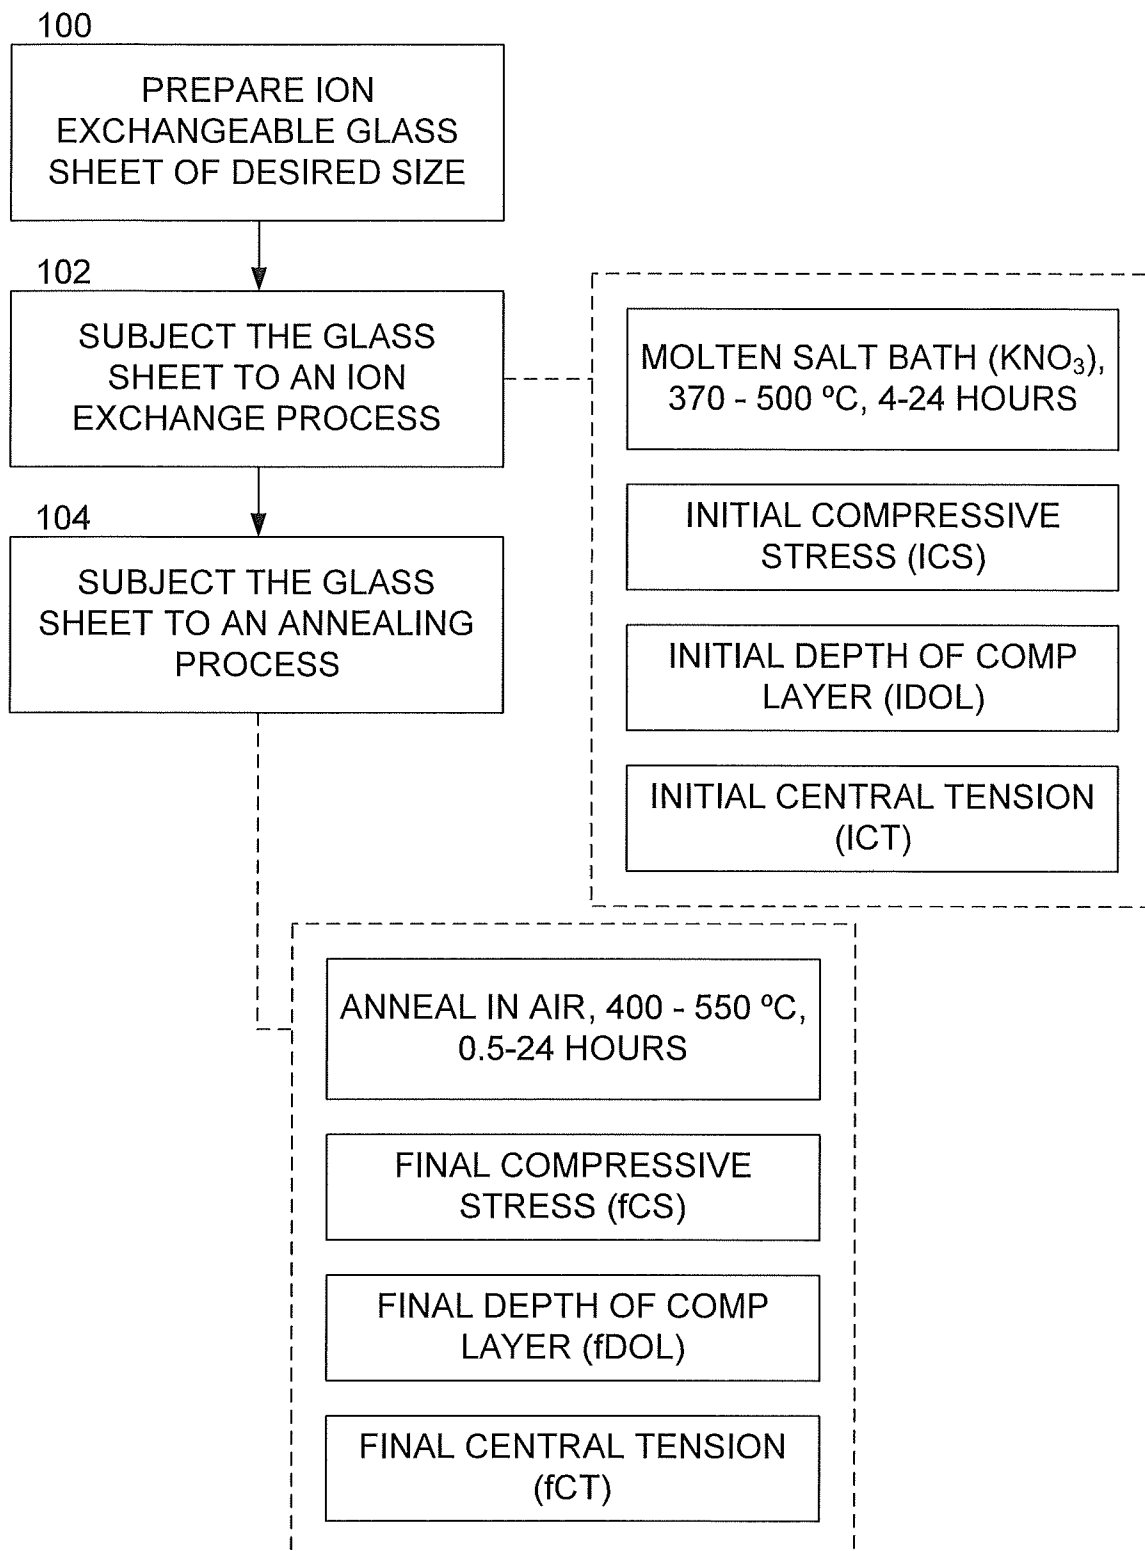 100
PREPARE ION
EXCHANGEABLE GLASS
SHEET OF DESIRED SIZE
102
SUBJECT THE GLASS
SHEET TO AN ION
EXCHANGE PROCESS
104
SUBJECT THE GLASS
SHEET TO AN ANNEALING
PROCESS
MOLTEN SALT BATH (KNO₃),
370 - 500 ºC, 4-24 HOURS
INITIAL COMPRESSIVE
STRESS (ICS)
INITIAL DEPTH OF COMP
LAYER (IDOL)
INITIAL CENTRAL TENSION
(ICT)
ANNEAL IN AIR, 400 - 550 ºC,
0.5-24 HOURS
FINAL COMPRESSIVE
STRESS (fCS)
FINAL DEPTH OF COMP
LAYER (fDOL)
FINAL CENTRAL TENSION
(fCT)